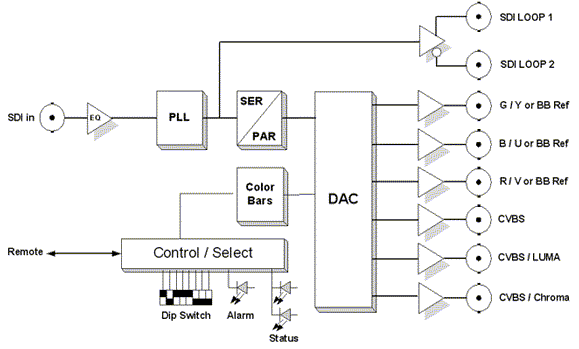 SDI LOOP 1
SDI LOOP 2
SDI in
EQ
PLL
SER
PAR
DAC
G / Y or BB Ref
B / U or BB Ref
R / V or BB Ref
CVBS
CVBS / LUMA
CVBS / Chroma
Color
Bars
Remote
Control / Select
Dip Switch
Alarm
Status